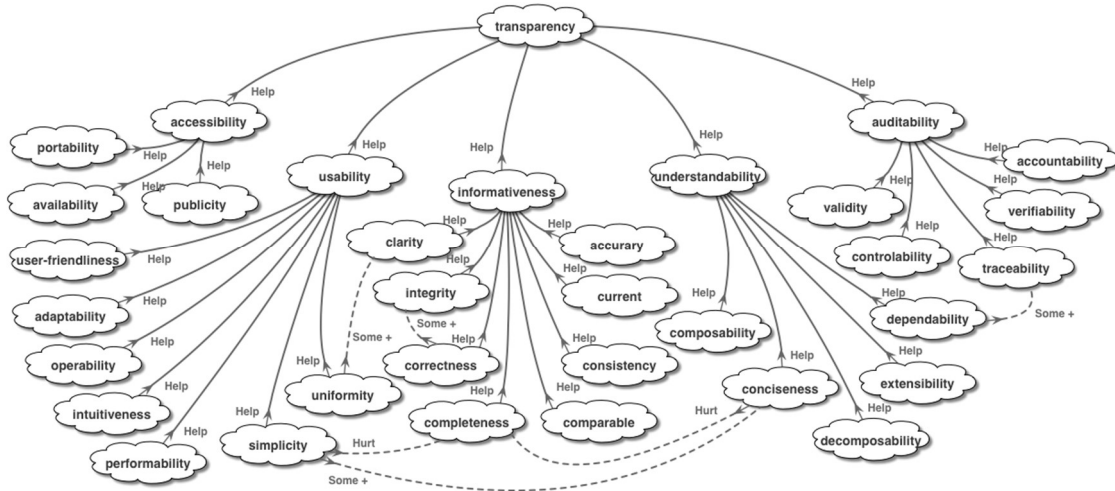 transparency
Help
Help
accessibility
auditability
portability
Help
Help
Help
Help
Help
Help
Help
accountability
usability
informativeness
understandability
availability
Help
publicity
validity
Help
Help
verifiability
clarity
Help
accurary
Help
user-friendliness
Help
Help
controlability
Help
traceability
integrity
Help
current
Help
adaptability
Help
Some +
Help
composability
dependability
Some +
operability
Help
Some +
correctness
Help
Help
consistency
Help
Help
intuitiveness
Help
Help
uniformity
Help
Help
conciseness
extensibility
Help
completeness
comparable
Hurt
Help
performability
Help
simplicity
Hurt
decomposability
Some +